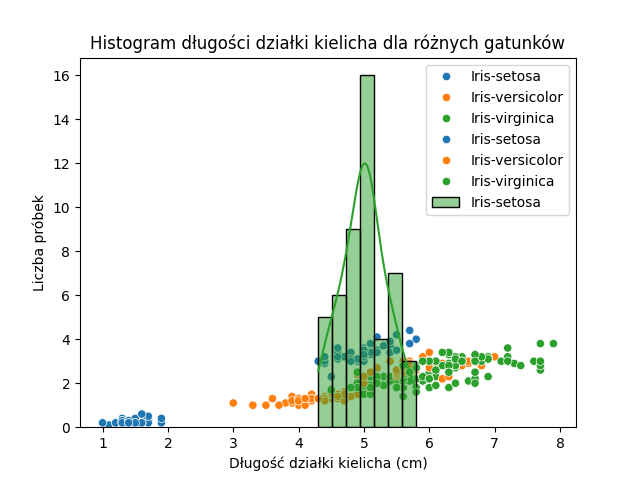 Histogram długości działki kielicha dla różnych gatunków
Iris-setosa
Iris-versicolor
Iris-virginica
Iris-setosa
Iris-versicolor
Iris-virginica
Iris-setosa
Liczba próbek
16
14
12
10
8
6
4
2
0
1 2 3 4 5 6 7 8
Długość działki kielicha (cm)